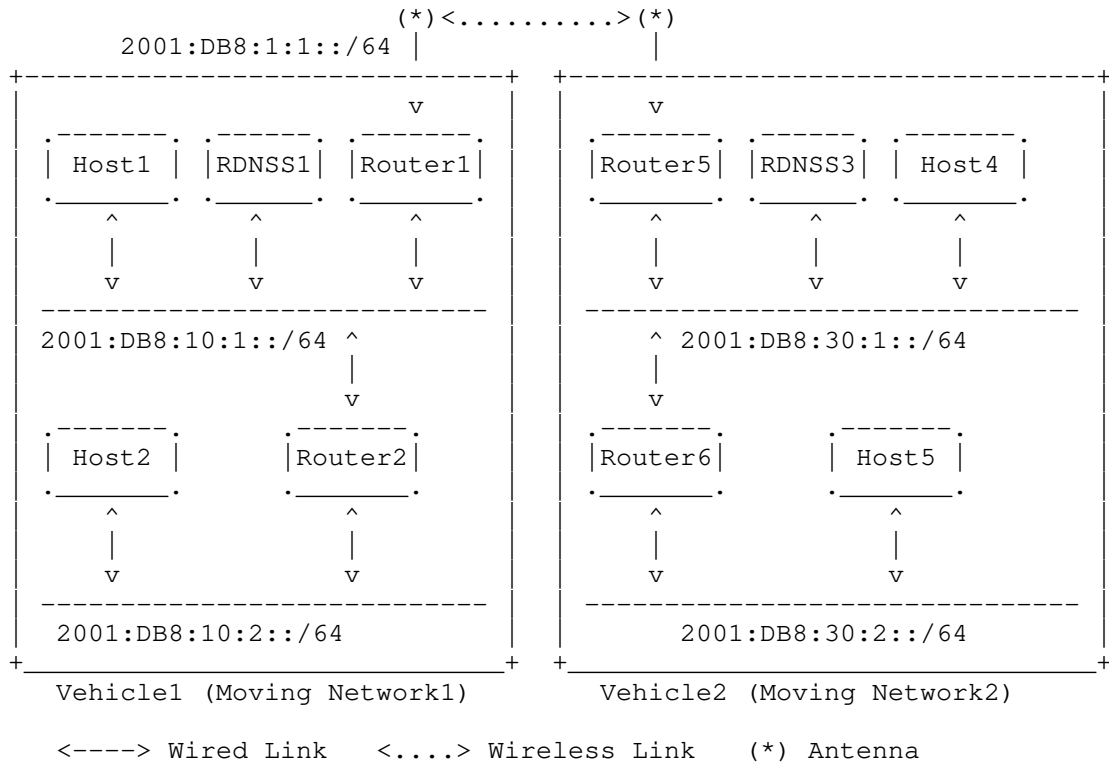 (*)<..........>(*)
2001:DB8:1:1::/64
Host1 RDNSS1 Router1 Router5 RDNSS3 Host4
2001:DB8:10:1::/64 2001:DB8:30:1::/64
Host2 Router2 Router6 Host5
2001:DB8:10:2::/64 2001:DB8:30:2::/64
Vehicle1 (Moving Network1) Vehicle2 (Moving Network2)
<----> Wired Link <....> Wireless Link (*) Antenna